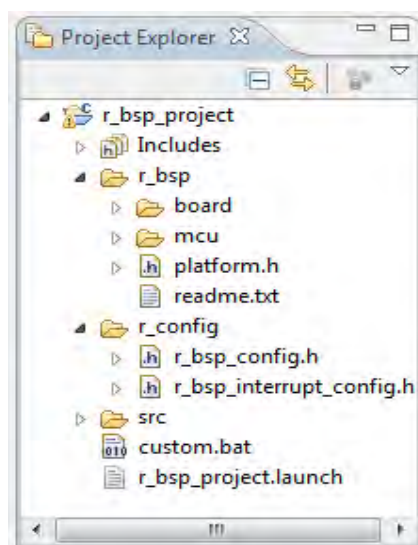 Project Explorer
r_bsp_project
Includes
r_bsp
board
mcu
platform.h
readme.txt
r_config
r_bsp_config.h
r_bsp_interrupt_config.h
src
custom.bat
r_bsp_project.launch